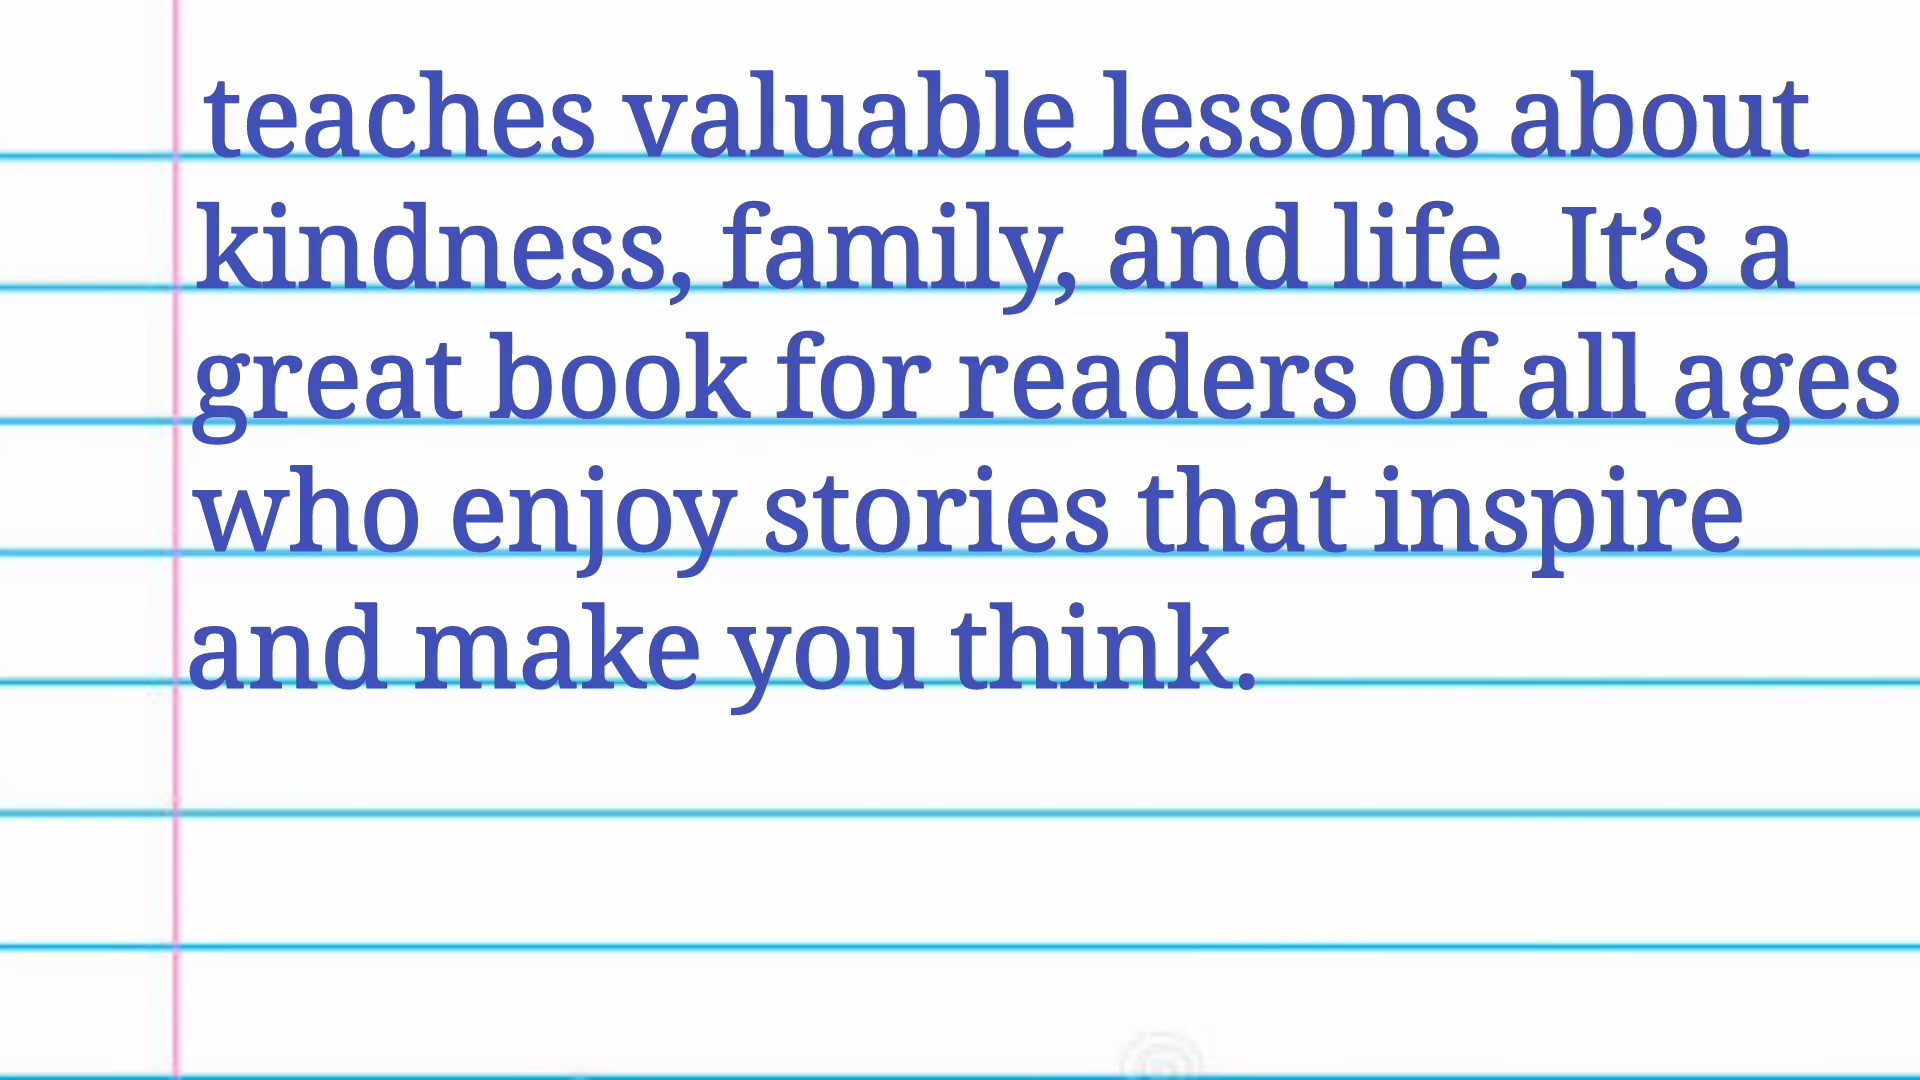 teaches valuable lessons about
kindness, family, and life. It’s a
great book for readers of all ages
who enjoy stories that inspire
and make you think.